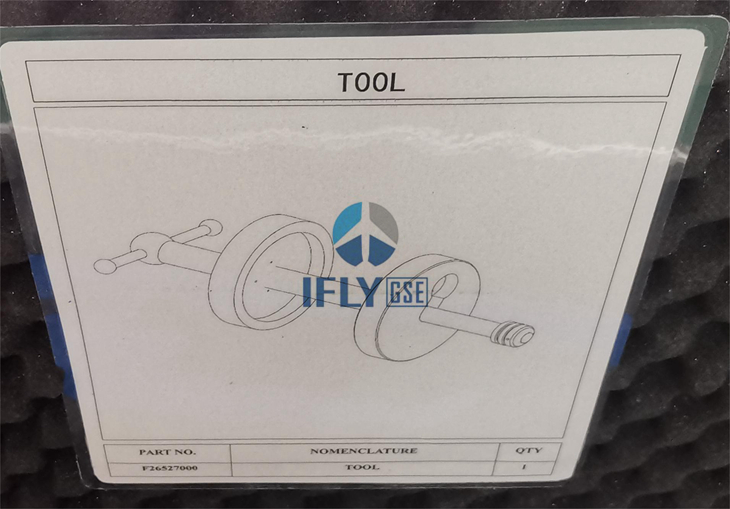 TOOL
IFLY GSE
PART NO. NOMENCLATURE QTY
F26527000 TOOL 1